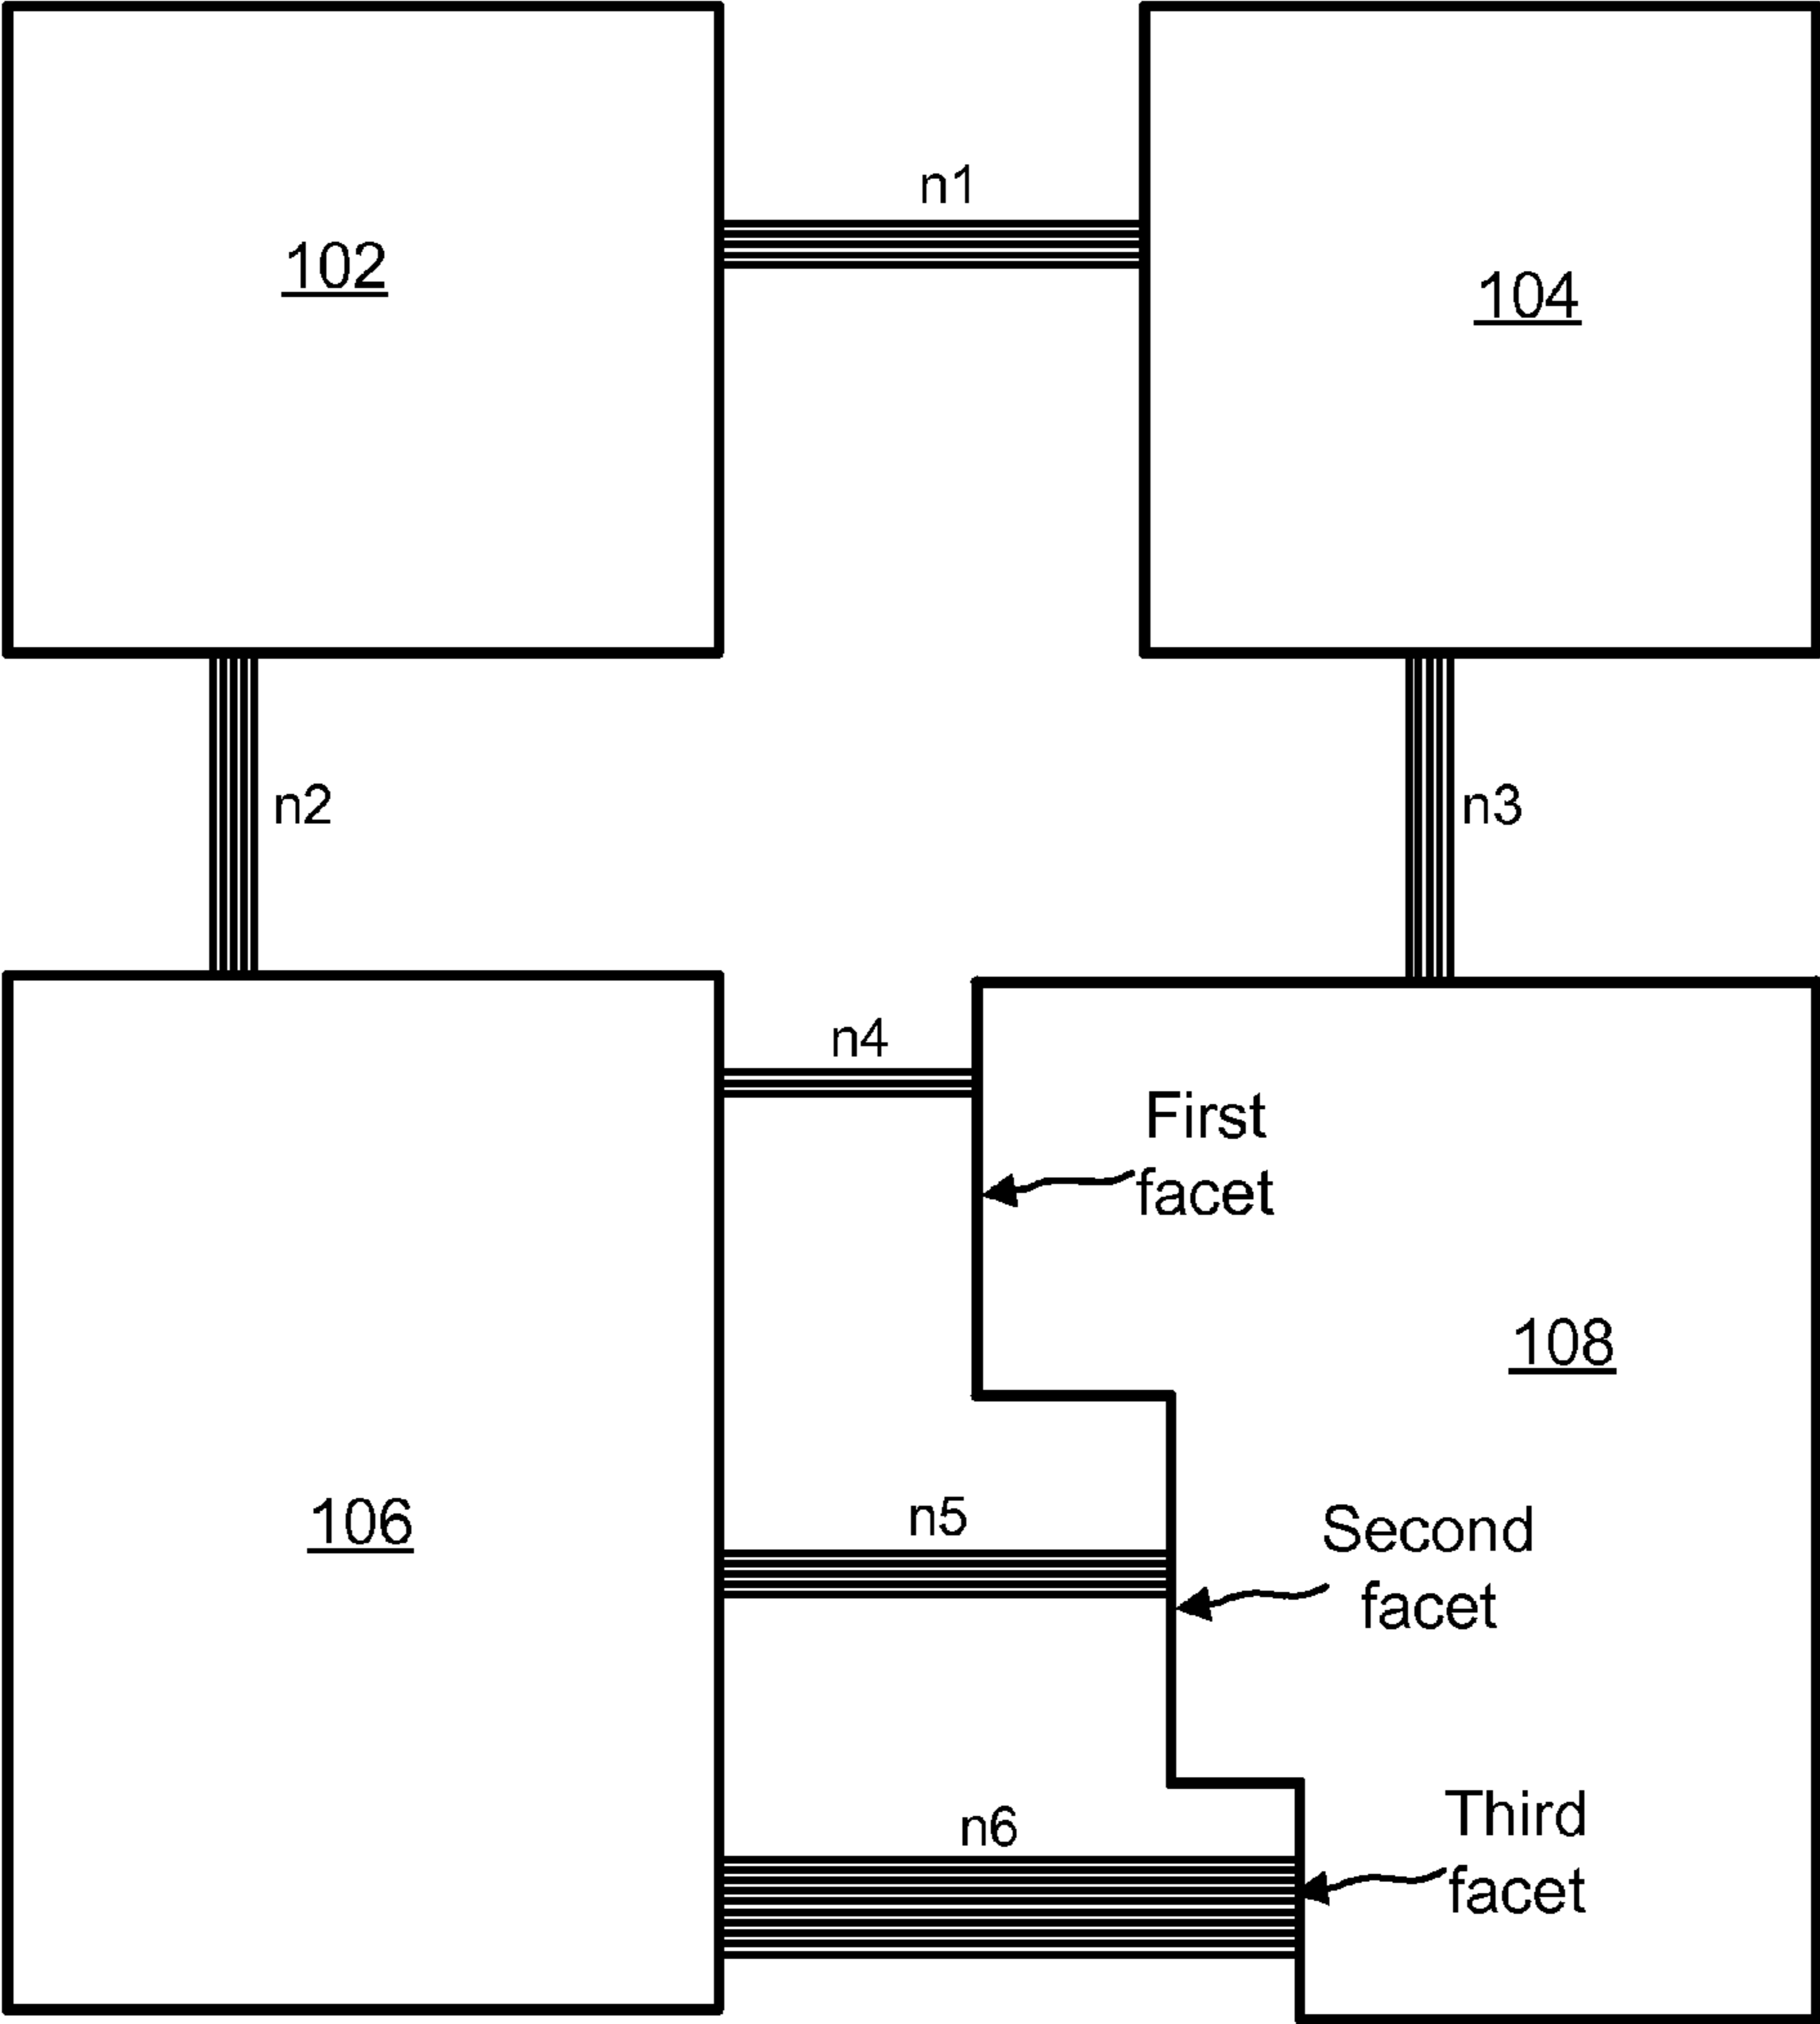 n1
102
104
n2
n3
n4
First
facet
108
106
n5
Second
facet
n6
Third
facet